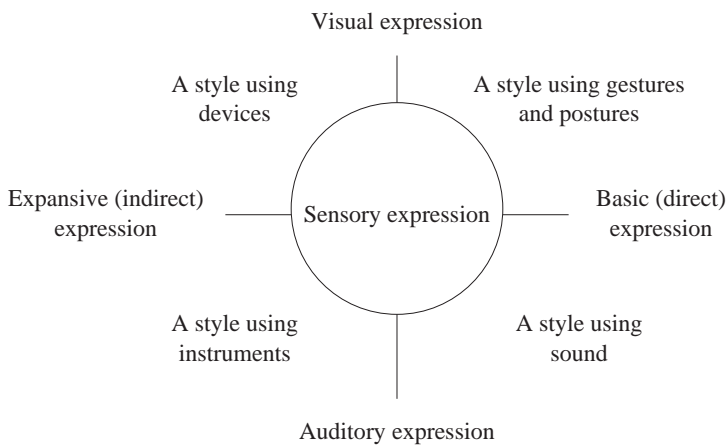 Visual expression
A style using
devices
A style using gestures
and postures
Expansive (indirect)
expression
Sensory expression
Basic (direct)
expression
A style using
instruments
A style using
sound
Auditory expression